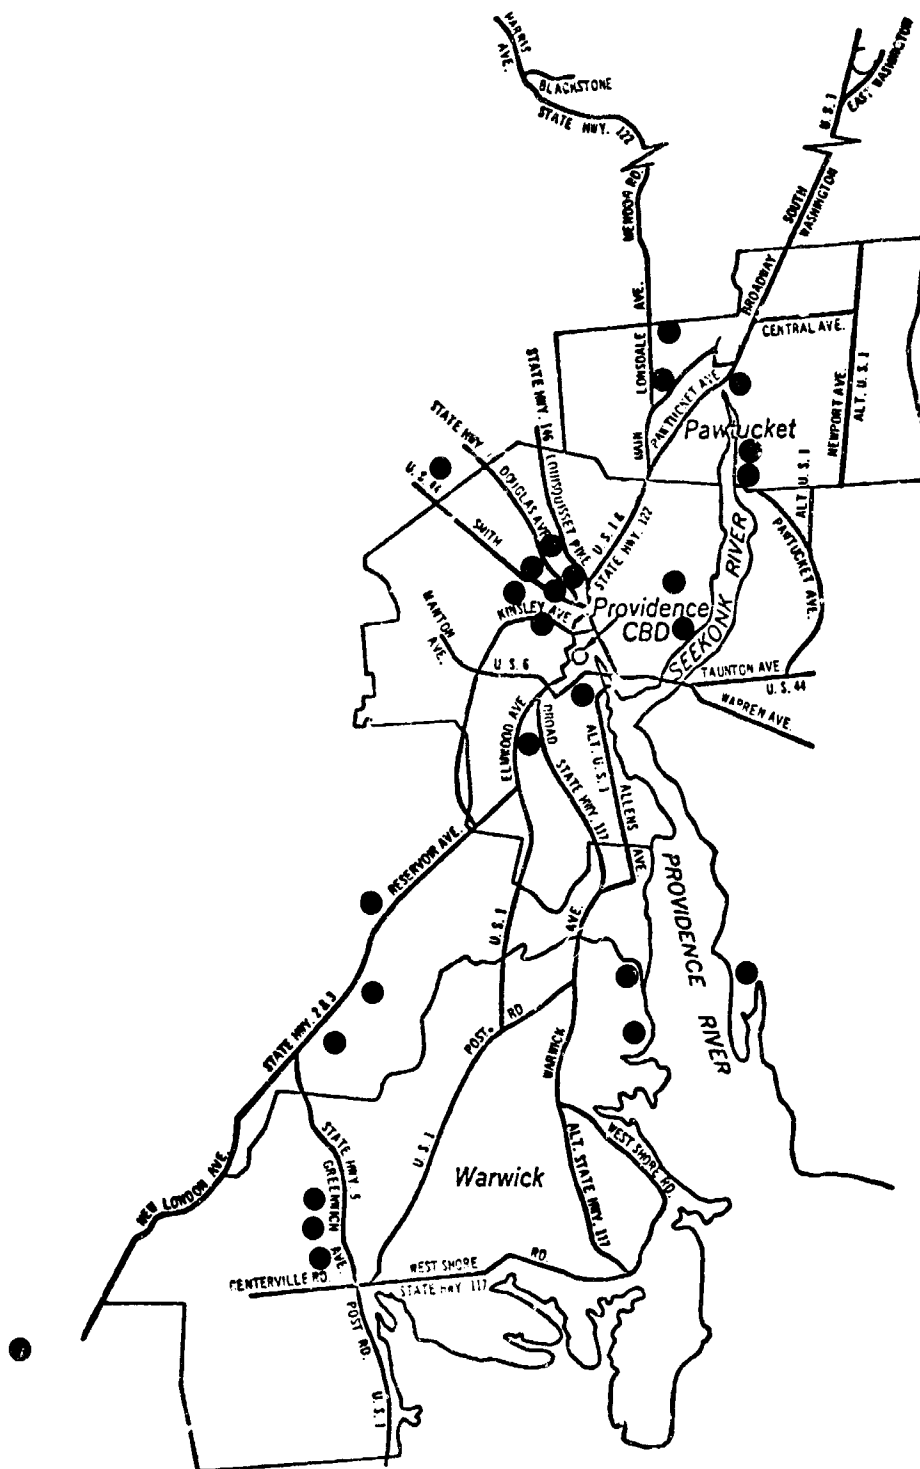 HARRIS AVE.
BLACKSTONE
STATE HWY. 122
U. S. 1
EAST WASHINGTON
MENDON RD.
SOUTH WASHINGTON
BROADWAY
LONSDALE AVE.
CENTRAL AVE.
NEWPORT AVE.
ALT. U. S. 1
MAIN
PAWTUCKET AVE.
Pawtucket
STATE HWY. 146
LOUISQUISSET PIKE
STATE HWY
DOUGLAS AVE
U. S. 44
SMITH
U. S. 1 &
STATE HWY. 122
ALT. U. S. 1
PAWTUCKET AVE.
SEEKONK RIVER
MANTON AVE.
KINSLEY AVE
Providence
CBD
U. S. 6
TAUNTON AVE
U. S. 44
WARREN AVE.
ELMWOOD AVE
BROAD
STATE HWY. 117
ALT. U. S. 1
ALLENS AVE.
RESERVOIR AVE.
U. S. 1
AVE.
PROVIDENCE RIVER
STATE HWY. 2 & 3
POST. RD
WARWICK
STATE HWY. 5
GREENWICH AVE.
U. S. 1
Warwick
ALT. STATE HWY. 117
WEST SHORE RD.
NEW LONDON AVE.
CENTERVILLE RD.
WEST SHORE RD.
STATE HWY 117
POST RD.
U. S. 1